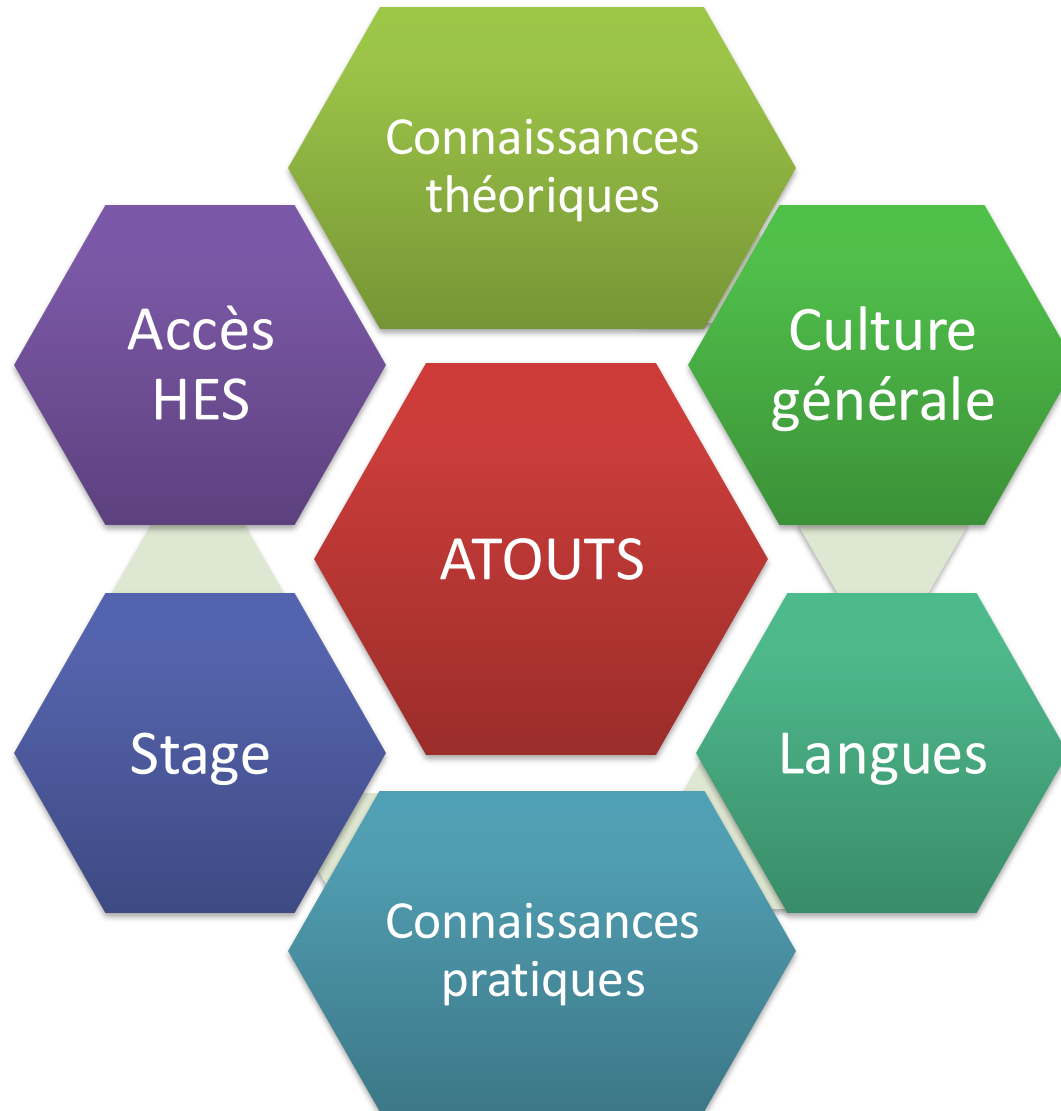 Connaissances
théoriques
Accès
HES
Culture
générale
ATOUTS
Stage
Langues
Connaissances
pratiques